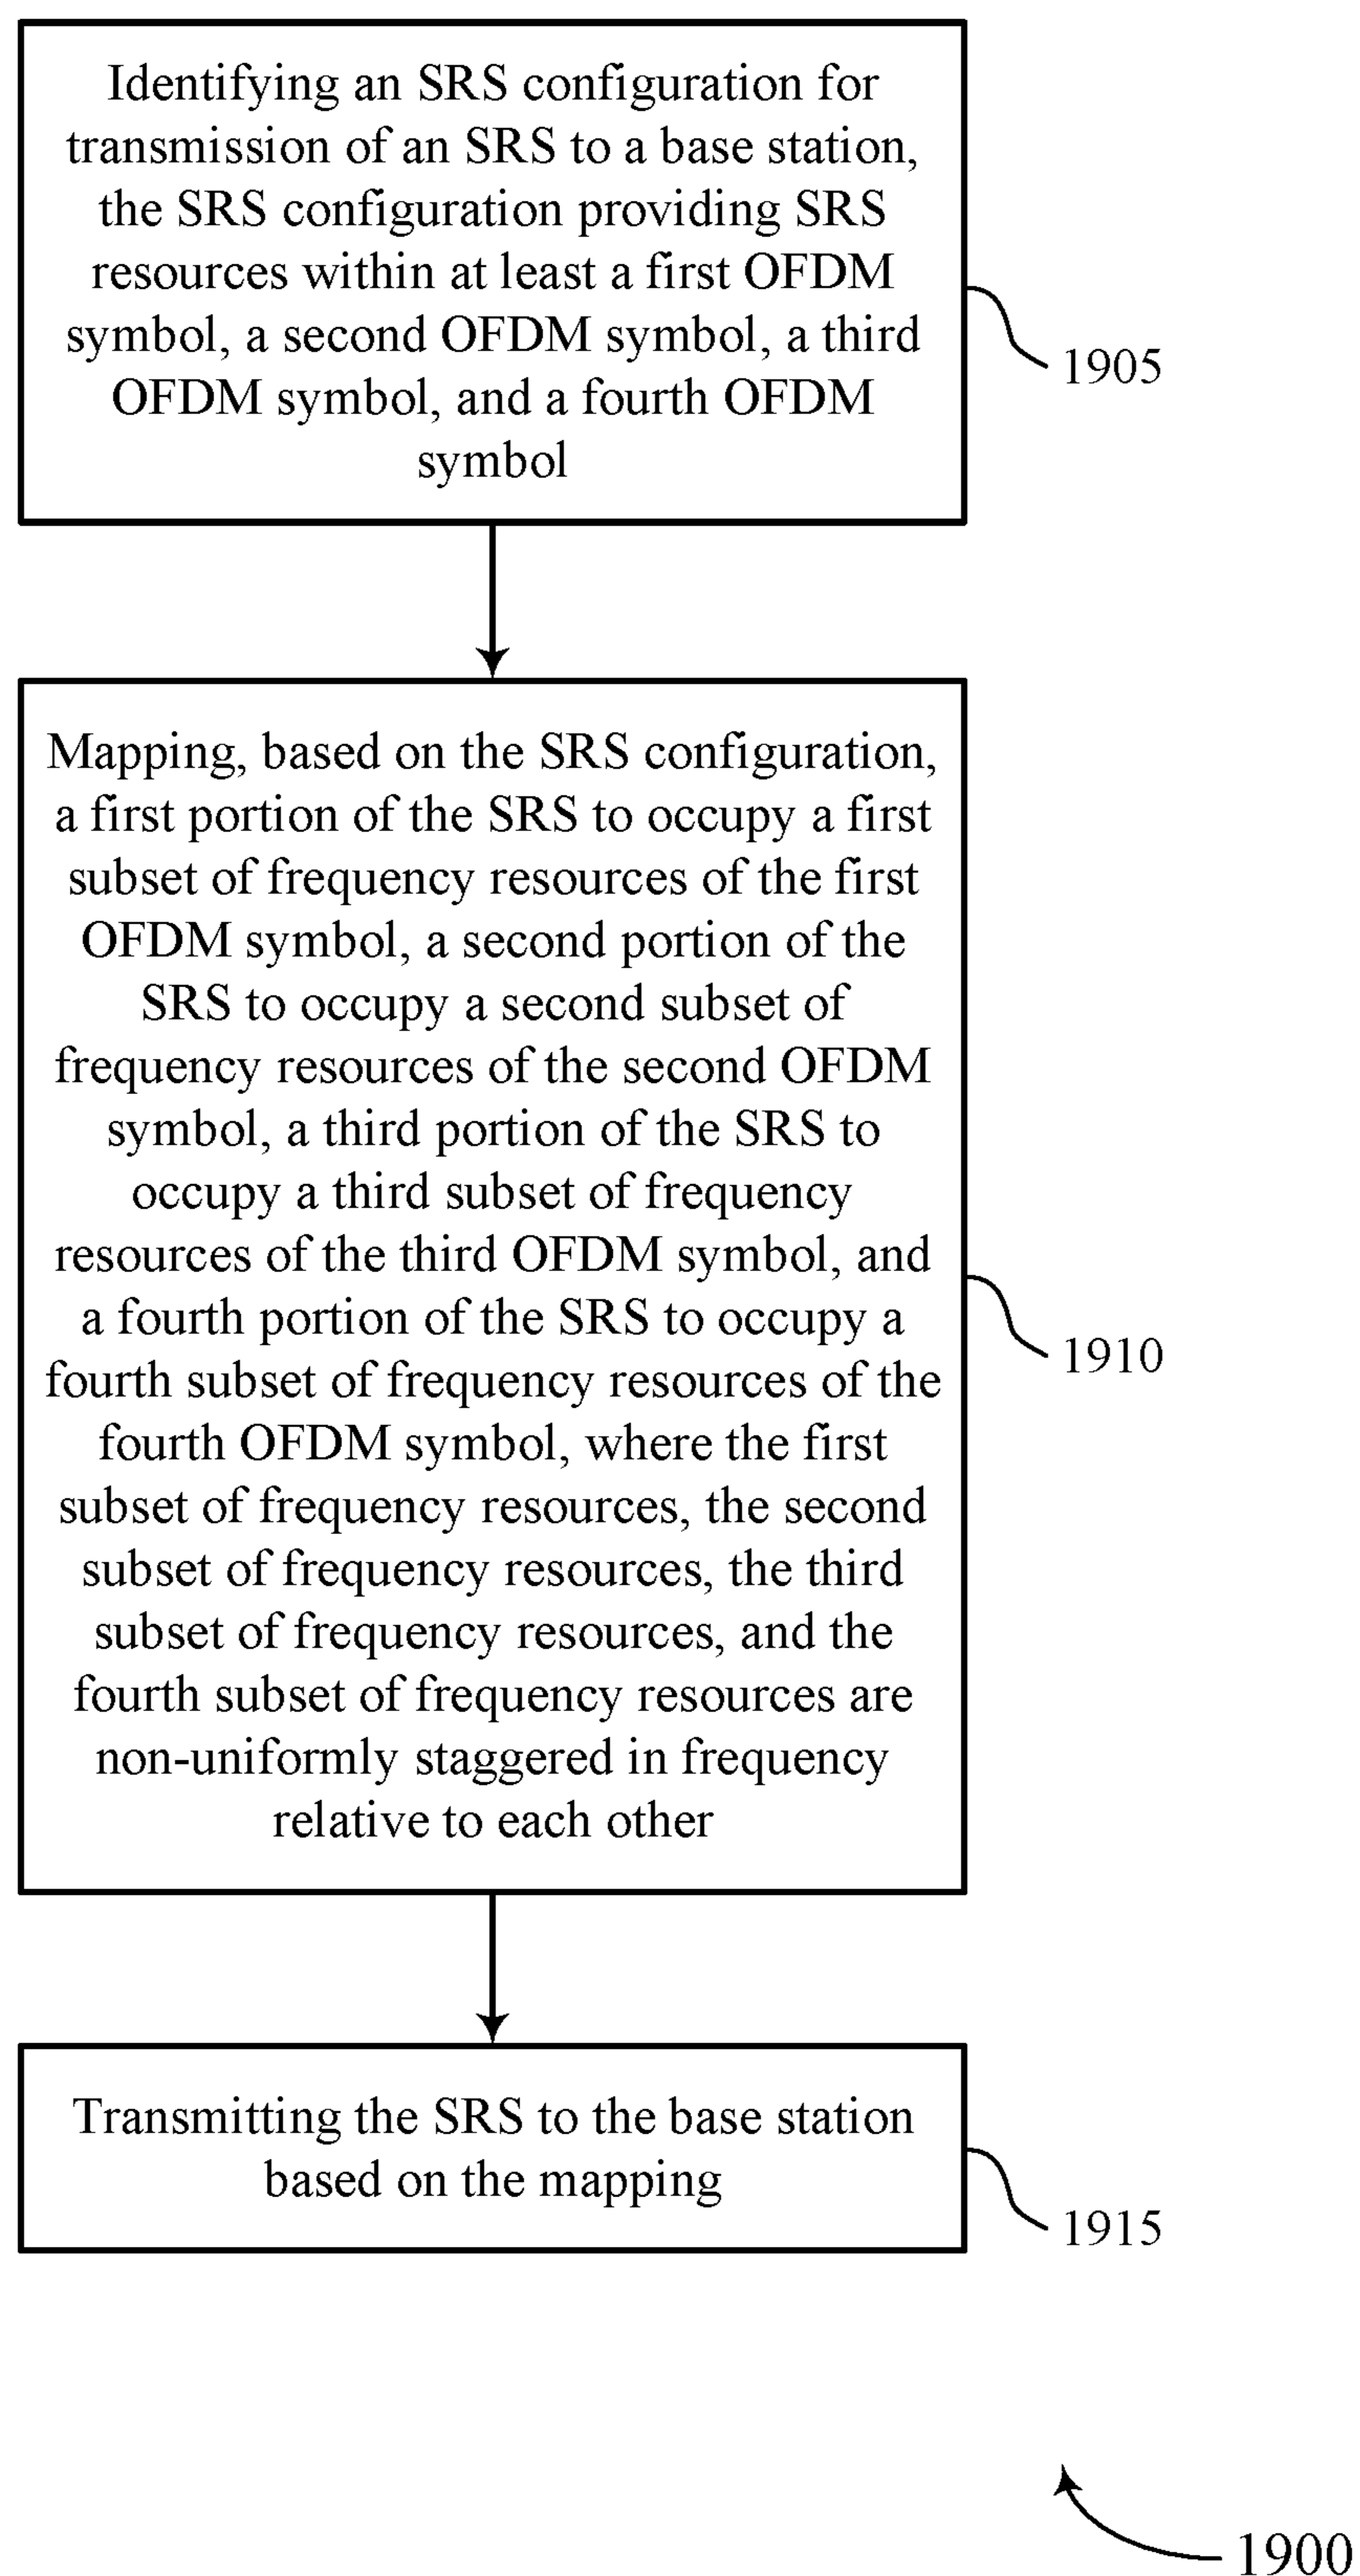 Identifying an SRS configuration for
transmission of an SRS to a base station,
the SRS configuration providing SRS
resources within at least a first OFDM
symbol, a second OFDM symbol, a third
OFDM symbol, and a fourth OFDM
symbol
1905
Mapping, based on the SRS configuration,
a first portion of the SRS to occupy a first
subset of frequency resources of the first
OFDM symbol, a second portion of the
SRS to occupy a second subset of
frequency resources of the second OFDM
symbol, a third portion of the SRS to
occupy a third subset of frequency
resources of the third OFDM symbol, and
a fourth portion of the SRS to occupy a
fourth subset of frequency resources of the
fourth OFDM symbol, where the first
subset of frequency resources, the second
subset of frequency resources, the third
subset of frequency resources, and the
fourth subset of frequency resources are
non-uniformly staggered in frequency
relative to each other
1910
Transmitting the SRS to the base station
based on the mapping
1915
1900